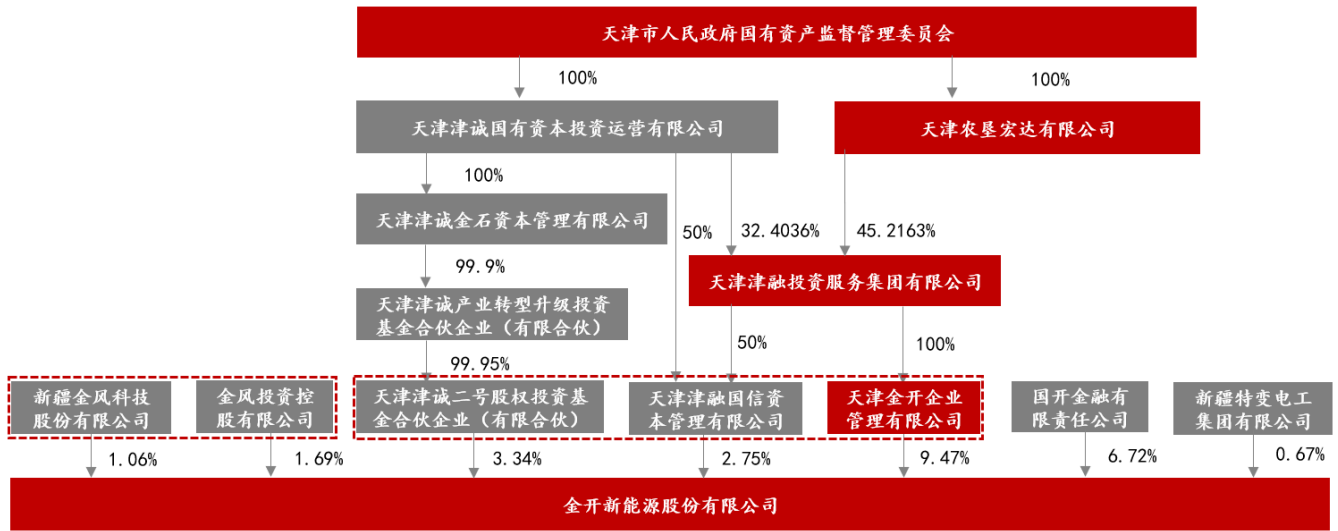 天津市人民政府国有资产监督管理委员会
100%
100%
天津津诚国有资本投资运营有限公司
天津农垦宏达有限公司
100%
天津津诚金石资本管理有限公司
50%
32.4036%
45.2163%
99.9%
天津津融投资服务集团有限公司
天津津诚产业转型升级投资
基金合伙企业（有限合伙）
50%
100%
99.95%
新疆金风科技
股份有限公司
金风投资控
股有限公司
天津津诚二号股权投资基
金合伙企业（有限合伙）
天津津融国信资
本管理有限公司
天津金开企业
管理有限公司
国开金融有
限责任公司
新疆特变电工
集团有限公司
1.06%
1.69%
3.34%
2.75%
9.47%
6.72%
0.67%
金开新能源股份有限公司